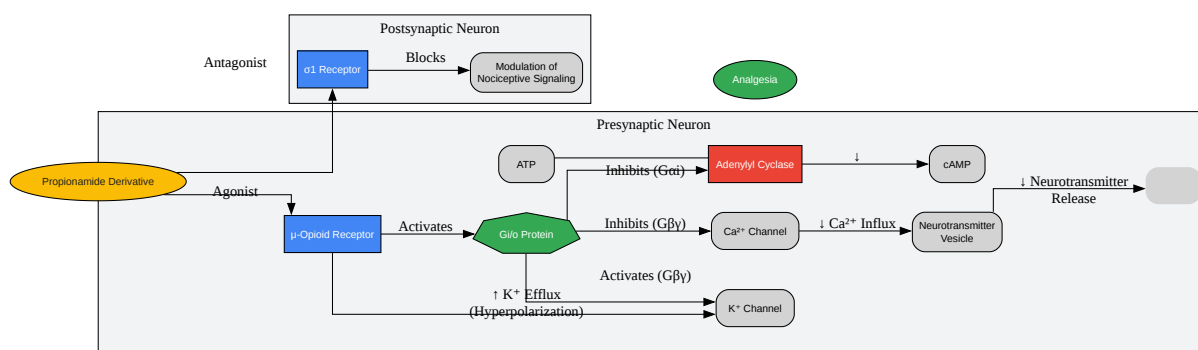 Postsynaptic Neuron
Antagonist
σ1 Receptor
Blocks
Modulation of
Nociceptive Signaling
Analgesia
Presynaptic Neuron
Propionamide Derivative
Agonist
ATP
Inhibits (Gαi)
Adenylyl Cyclase
↓
cAMP
↓ Neurotransmitter
Release
μ-Opioid Receptor
Activates
Gi/o Protein
Inhibits (Gβγ)
Ca²⁺ Channel
↓ Ca²⁺ Influx
Neurotransmitter
Vesicle
Activates (Gβγ)
↑ K⁺ Efflux
(Hyperpolarization)
K⁺ Channel